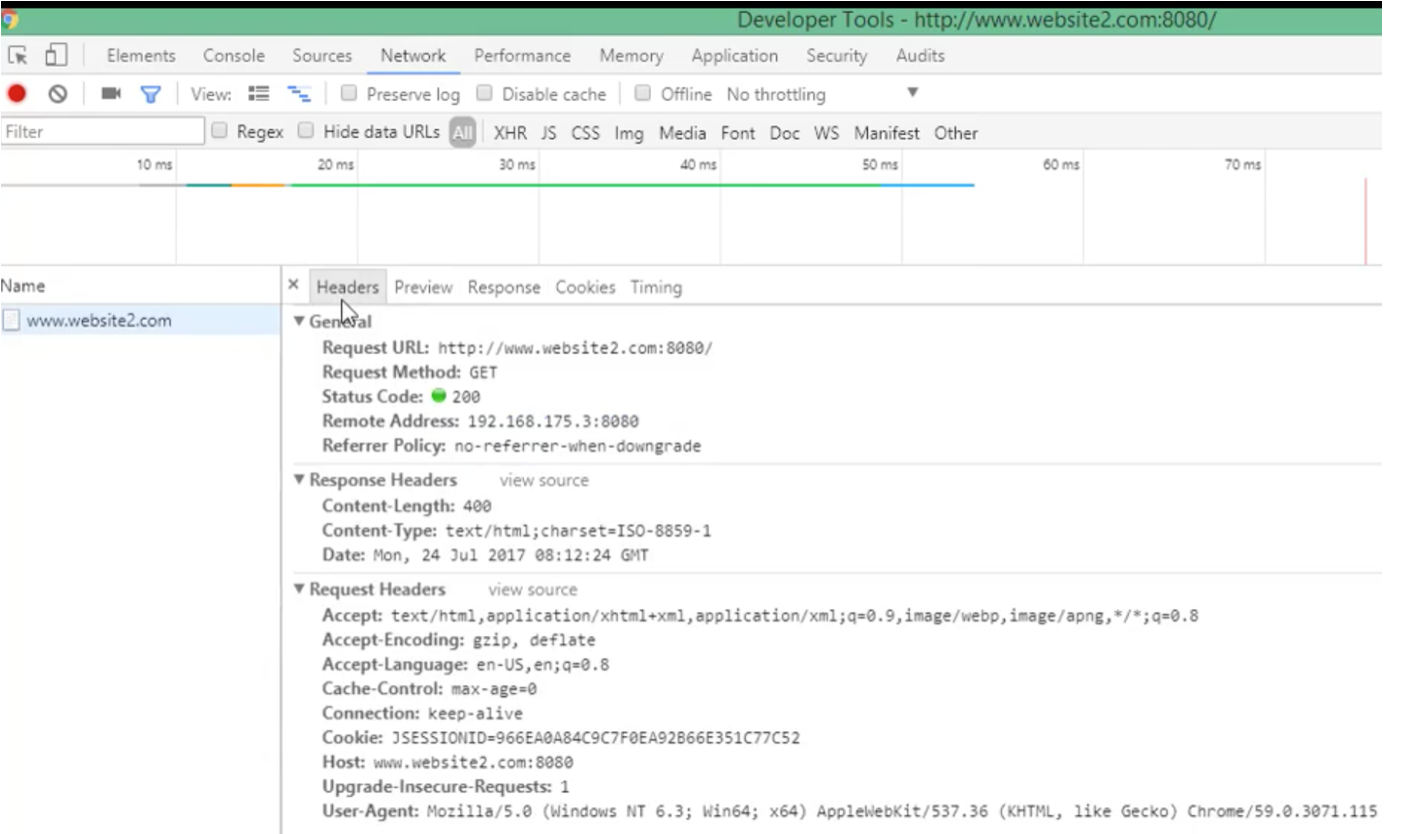 Developer Tools - http://www.website2.com:8080/
Elements Console Sources Network Performance Memory Application Security Audits
View: Preserve log Disable cache Offline No throttling
Filter Regex Hide data URLs All XHR JS CSS Img Media Font Doc WS Manifest Other
10 ms 20 ms 30 ms 40 ms 50 ms 60 ms 70 ms
Name
www.website2.com
× Headers Preview Response Cookies Timing
General
Request URL: http://www.website2.com:8080/
Request Method: GET
Status Code: 200
Remote Address: 192.168.175.3:8080
Referrer Policy: no-referrer-when-downgrade
Response Headers view source
Content-Length: 400
Content-Type: text/html;charset=ISO-8859-1
Date: Mon, 24 Jul 2017 08:12:24 GMT
Request Headers view source
Accept: text/html,application/xhtml+xml,application/xml;q=0.9,image/webp,image/apng,*/*;q=0.8
Accept-Encoding: gzip, deflate
Accept-Language: en-US,en;q=0.8
Cache-Control: max-age=0
Connection: keep-alive
Cookie: JSESSIONID=966EA0A84C9C7F0EA92B66E351C77C52
Host: www.website2.com:8080
Upgrade-Insecure-Requests: 1
User-Agent: Mozilla/5.0 (Windows NT 6.3; Win64; x64) AppleWebKit/537.36 (KHTML, like Gecko) Chrome/59.0.3071.115